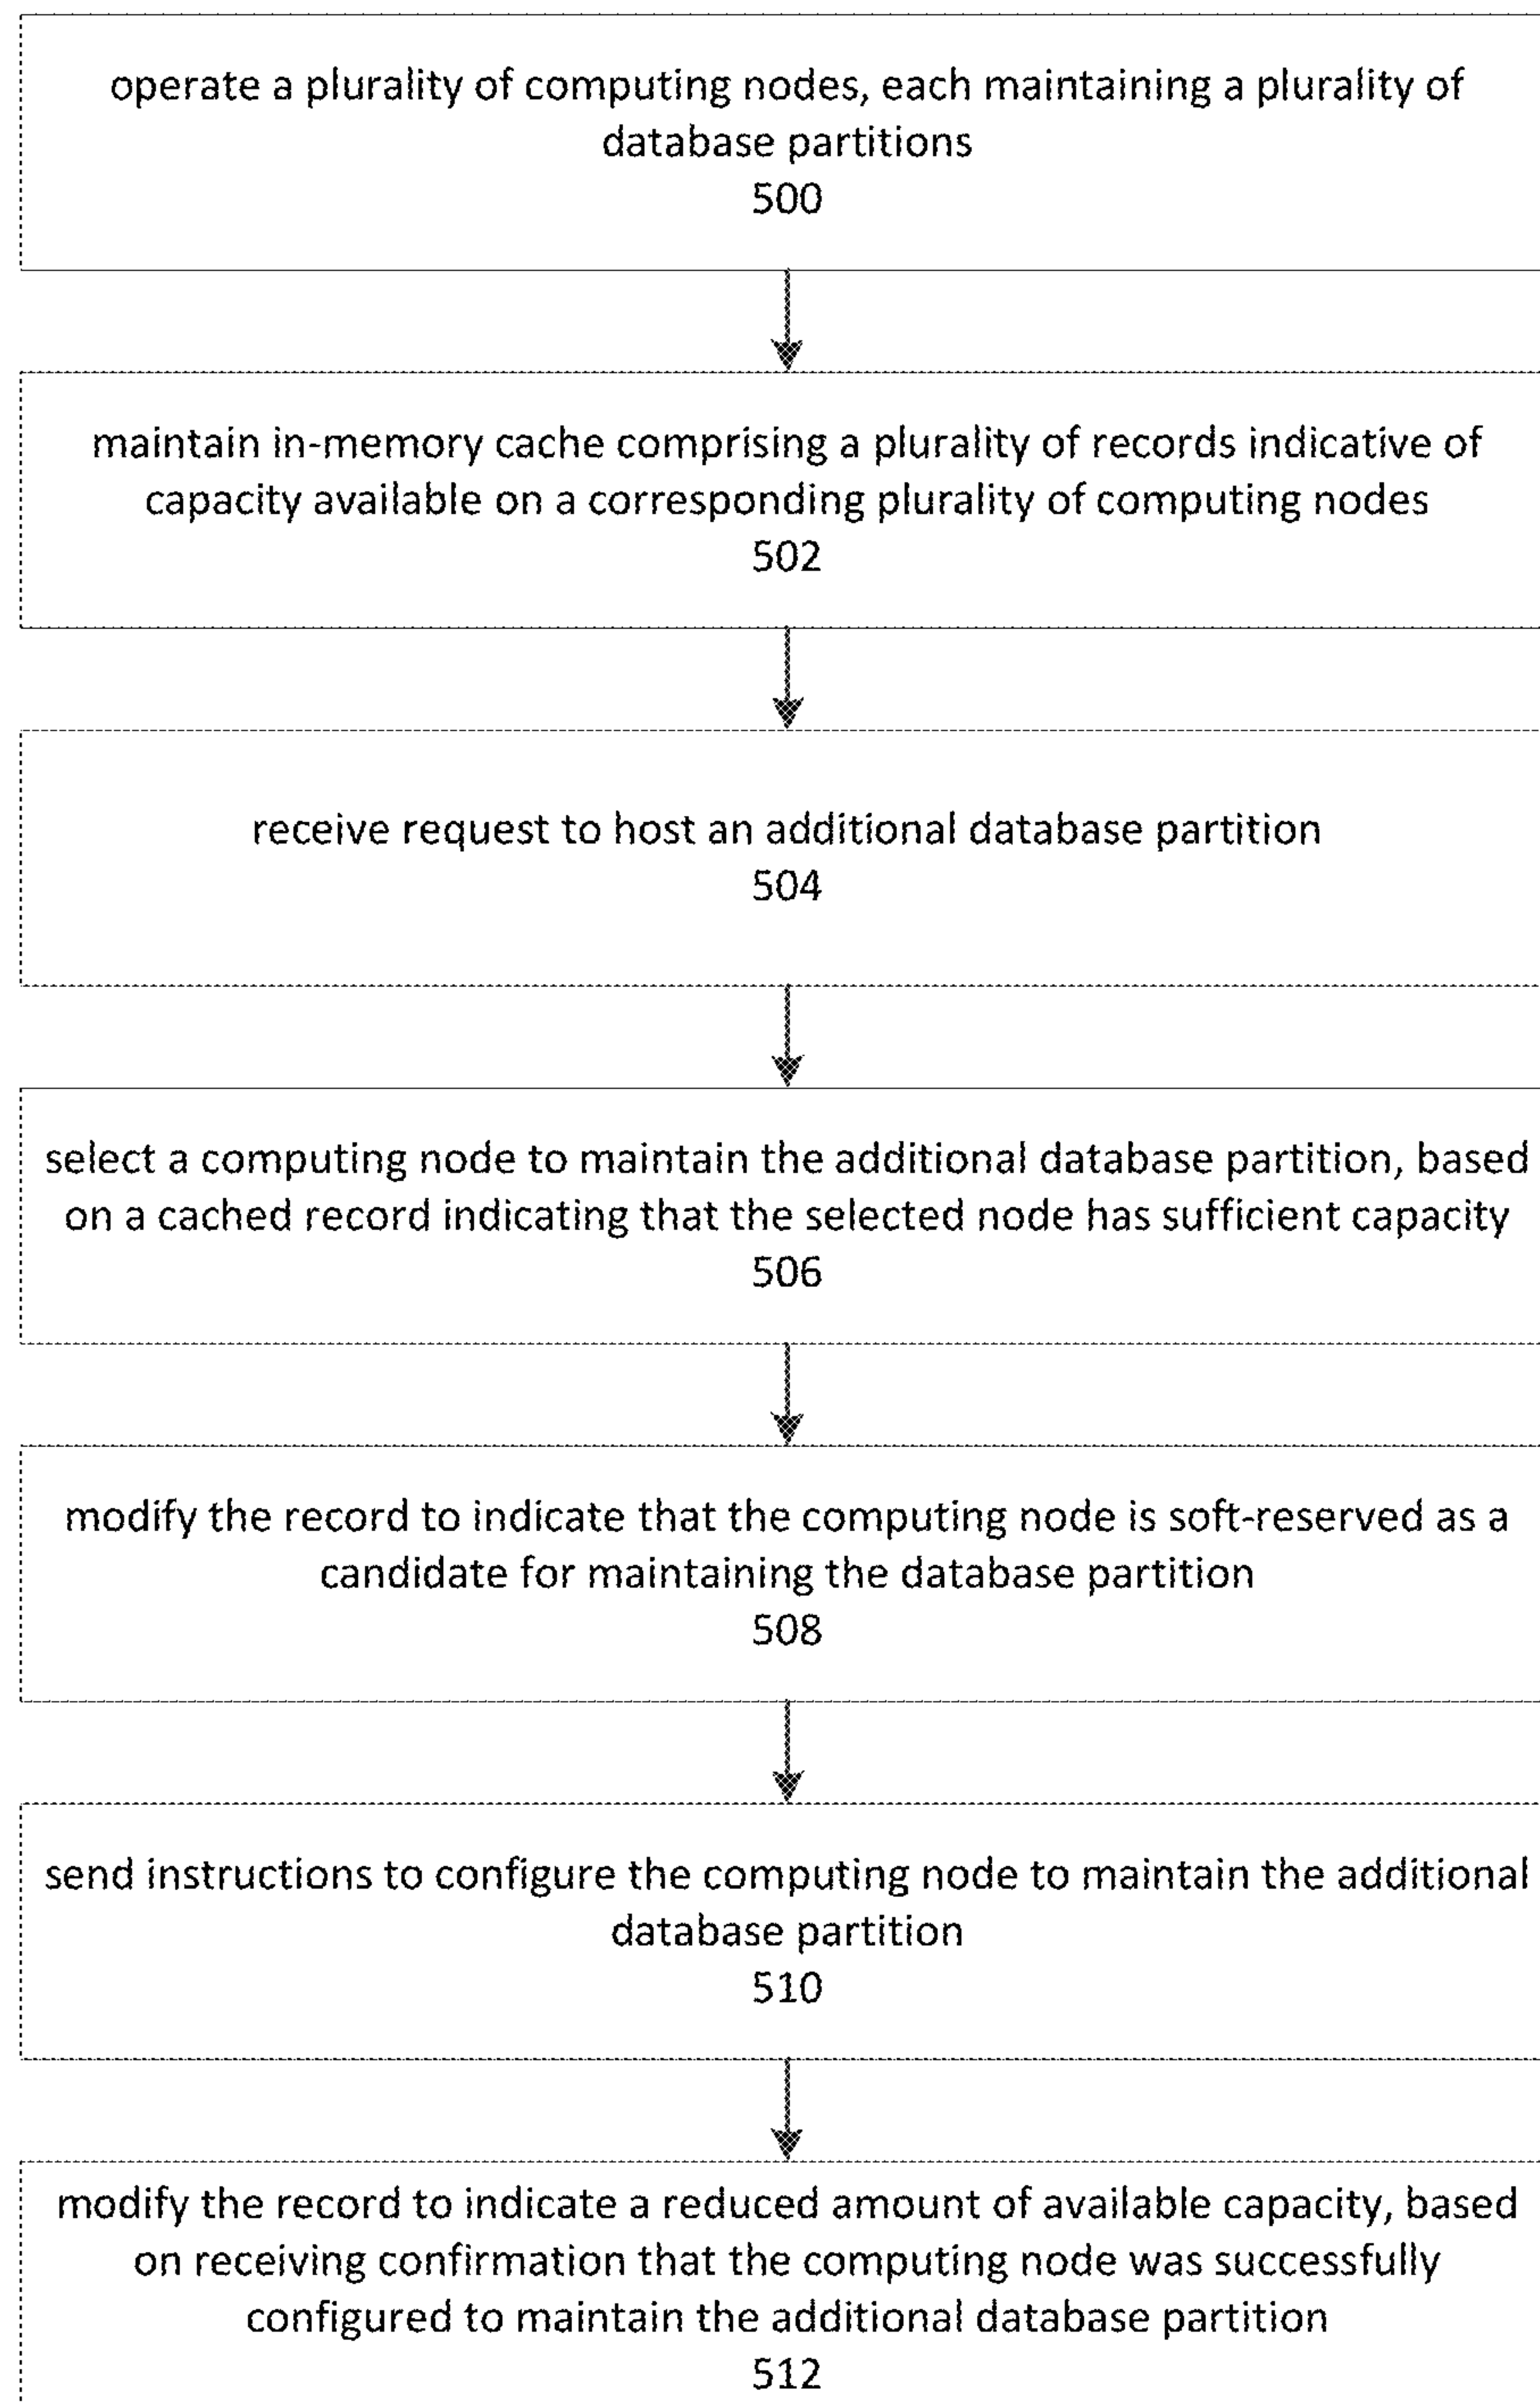 operate a plurality of computing nodes, each maintaining a plurality of
database partitions
500
maintain in-memory cache comprising a plurality of records indicative of
capacity available on a corresponding plurality of computing nodes
502
receive request to host an additional database partition
504
select a computing node to maintain the additional database partition, based
on a cached record indicating that the selected node has sufficient capacity
506
modify the record to indicate that the computing node is soft-reserved as a
candidate for maintaining the database partition
508
send instructions to configure the computing node to maintain the additional
database partition
510
modify the record to indicate a reduced amount of available capacity, based
on receiving confirmation that the computing node was successfully
configured to maintain the additional database partition
512